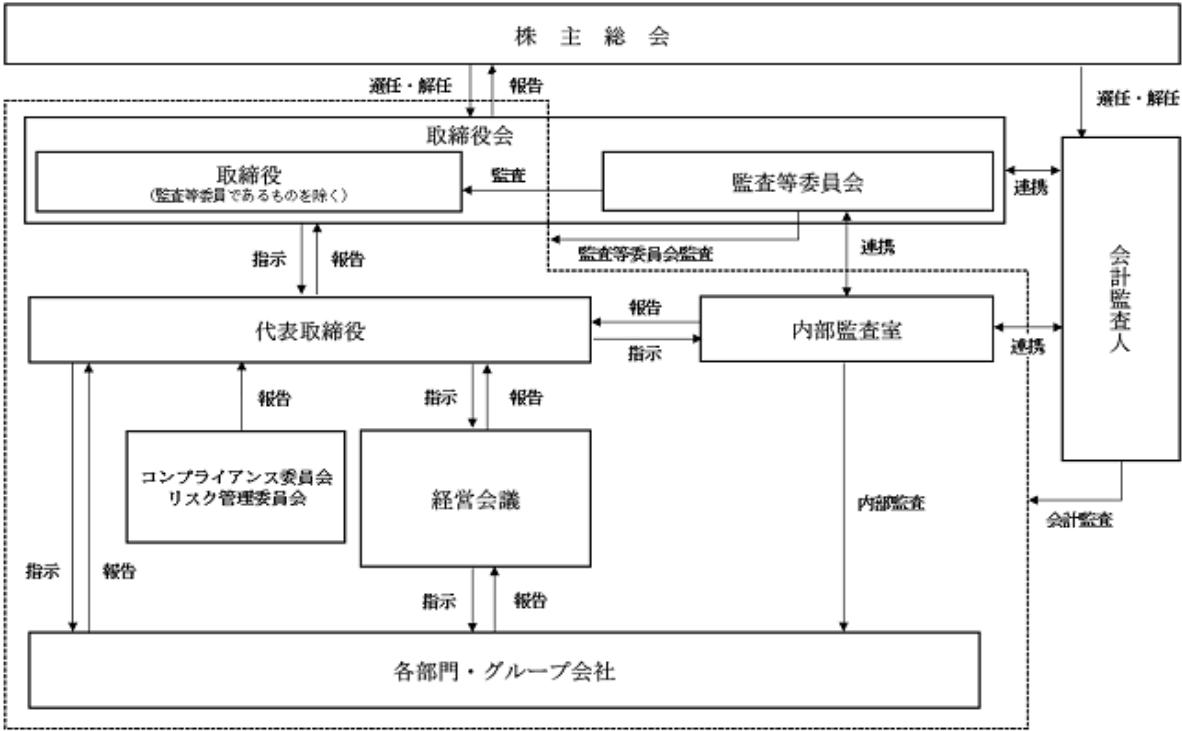 株 主 総 会
選任・解任
報告
選任・解任
取締役会
取締役
(監査等委員であるものを除く)
監査
監査等委員会
連携
監査等委員会監査
連携
指示
報告
会計監査人
代表取締役
報告
指示
内部監査室
連携
報告
指示
報告
コンプライアンス委員会
リスク管理委員会
経営会議
内部監査
会計監査
指示
報告
指示
報告
各部門・グループ会社